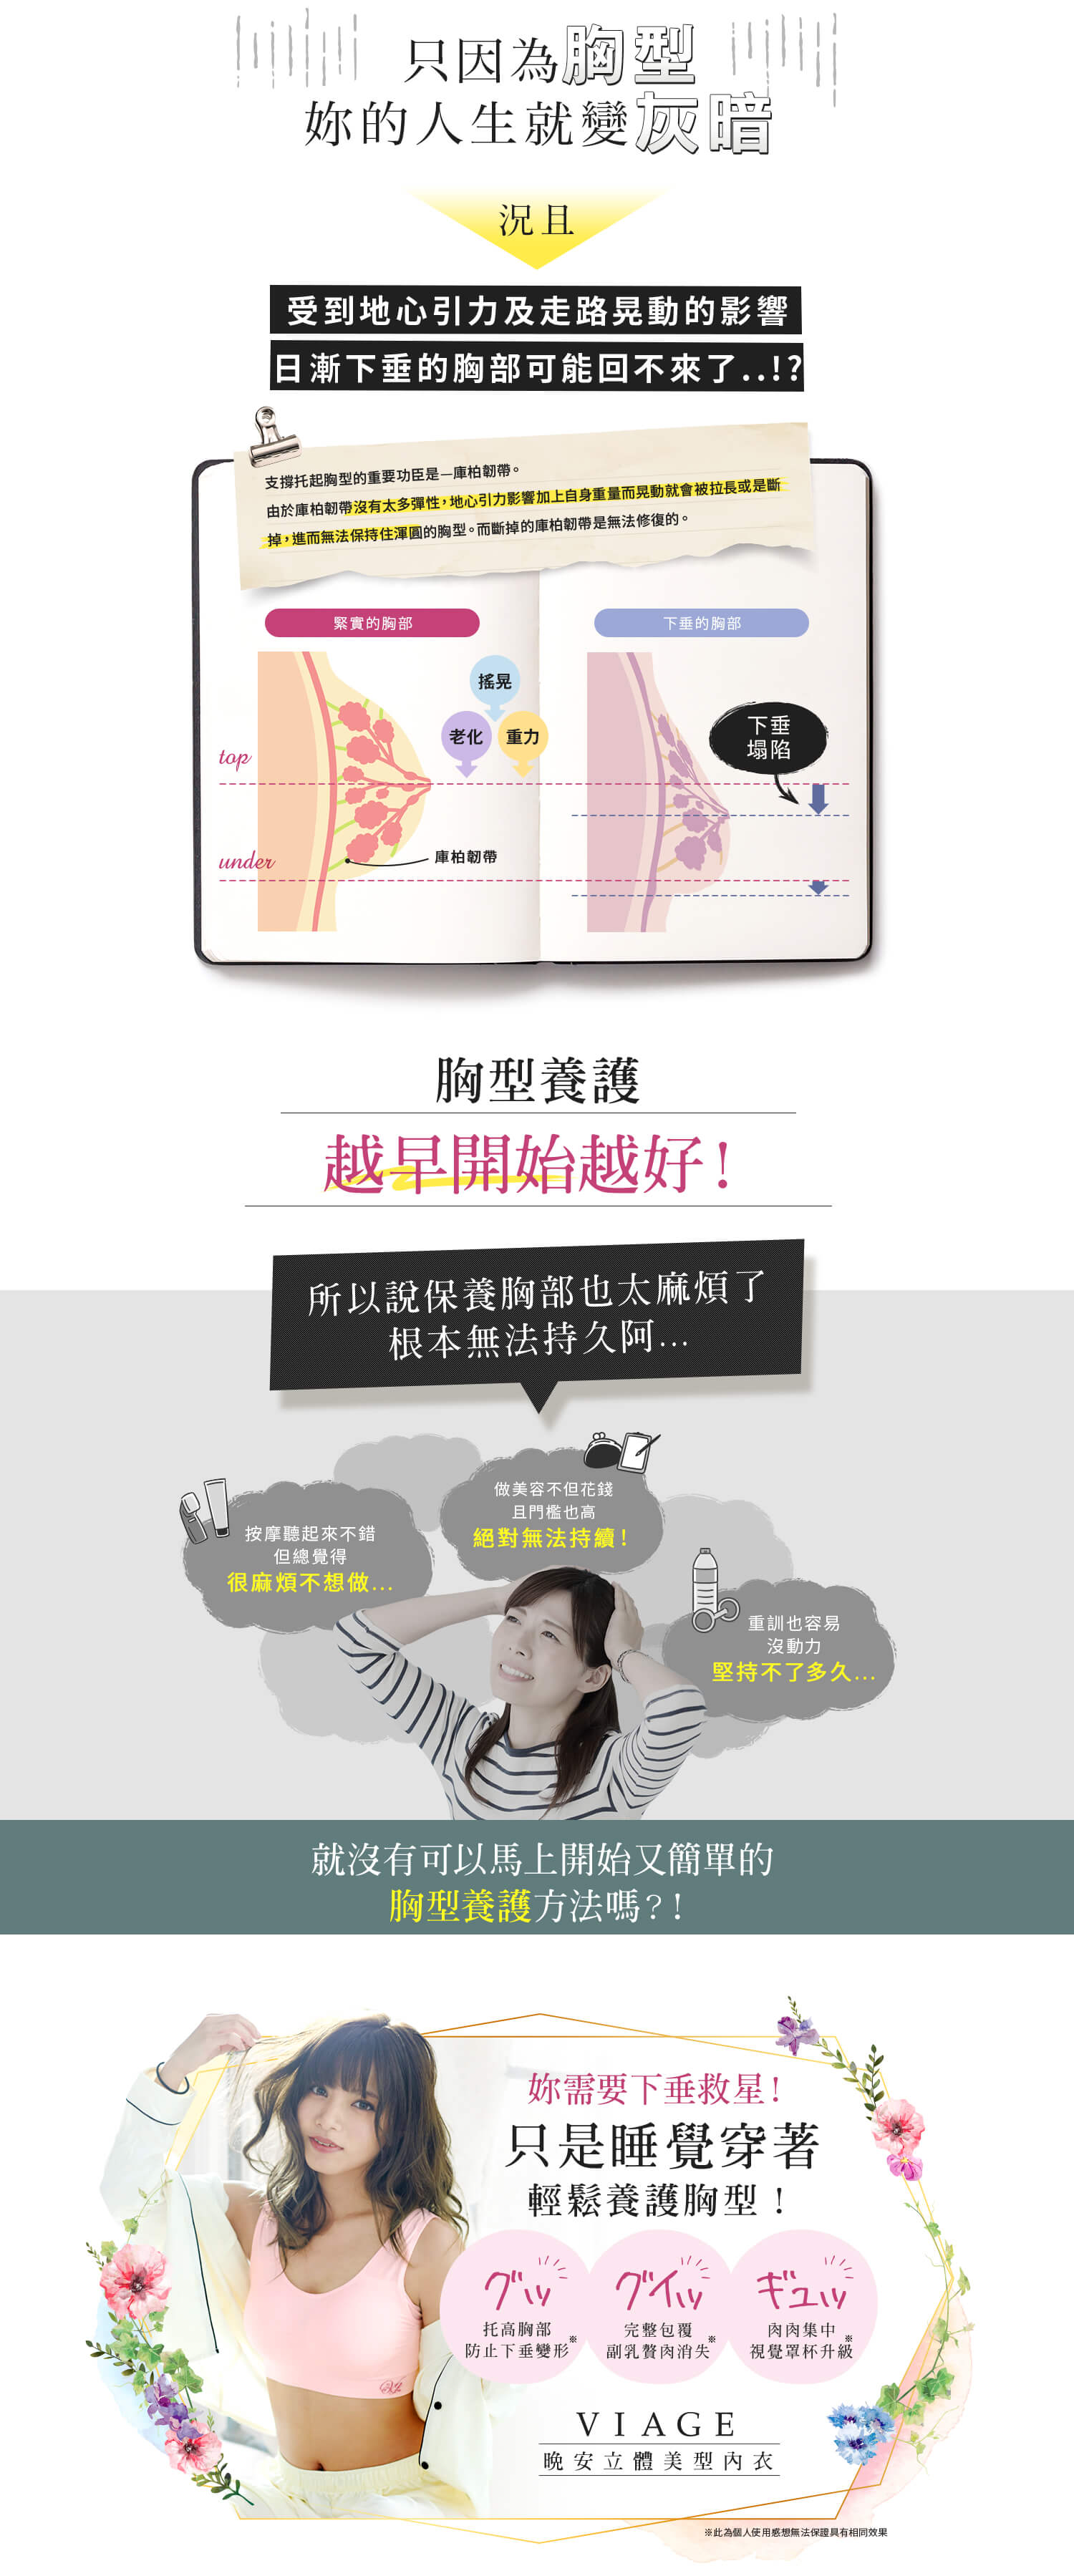 只因為胸型
妳的人生就變灰暗
況且
受到地心引力及走路晃動的影響
日漸下垂的胸部可能回不來了..!?
支撐托起胸型的重要功臣是—庫柏韌帶。
由於庫柏韌帶沒有太多彈性，地心引力影響加上自身重量而晃動就會被拉長或是斷
掉，進而無法保持住渾圓的胸型。而斷掉的庫柏韌帶是無法修復的。
緊實的胸部
下垂的胸部
搖晃
老化
重力
下垂
塌陷
top
under
庫柏韌帶
胸型養護
越早開始越好！
所以說保養胸部也太麻煩了
根本無法持久阿...
做美容不但花錢
且門檻也高
絕對無法持續！
按摩聽起來不錯
但總覺得
很麻煩不想做...
重訓也容易
沒動力
堅持不了多久...
就沒有可以馬上開始又簡單的
胸型養護方法嗎？！
妳需要下垂救星！
只是睡覺穿著
輕鬆養護胸型！
グッ
托高胸部
防止下垂變形※
グイッ
完整包覆
副乳贅肉消失※
ギュッ
肉肉集中
視覺罩杯升級※
VIAGE
晚安立體美型內衣
※此為個人使用感想無法保證具有相同效果